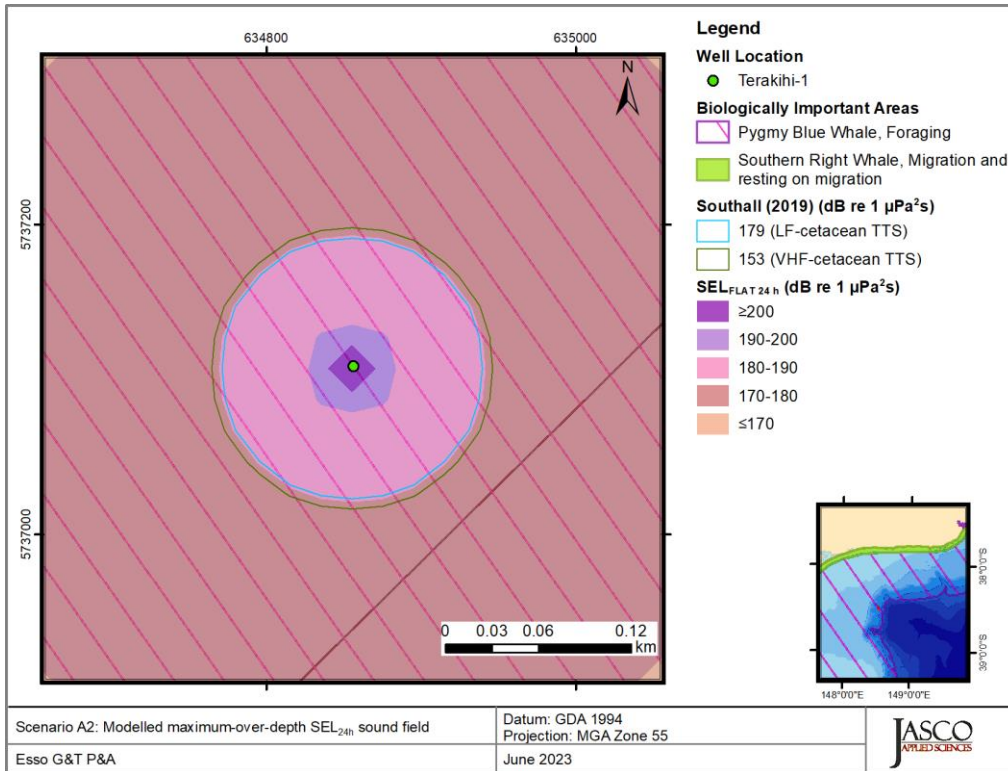 634800
635000
5737200
5737000
N
0 0.03 0.06 0.12
km
Legend
Well Location
Terakihi-1
Biologically Important Areas
Pygmy Blue Whale, Foraging
Southern Right Whale, Migration and
resting on migration
Southall (2019) (dB re 1 µPa²s)
179 (LF-cetacean TTS)
153 (VHF-cetacean TTS)
SELFLAT 24 h (dB re 1 µPa²s)
≥200
190-200
180-190
170-180
≤170
38°0'0"S
39°0'0"S
148°0'0"E 149°0'0"E
Scenario A2: Modelled maximum-over-depth SEL24h sound field
Datum: GDA 1994
Projection: MGA Zone 55
Esso G&T P&A
June 2023
JASCO
APPLIED SCIENCES